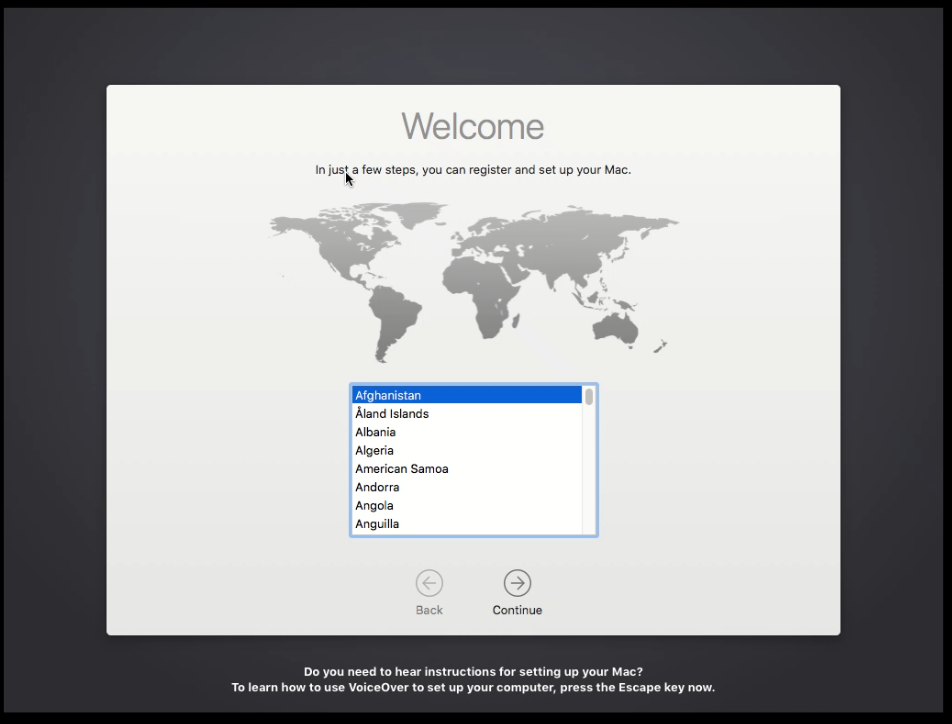 Welcome
In just a few steps, you can register and set up your Mac.
Afghanistan
Åland Islands
Albania
Algeria
American Samoa
Andorra
Angola
Anguilla
Back
Continue
Do you need to hear instructions for setting up your Mac?
To learn how to use VoiceOver to set up your computer, press the Escape key now.